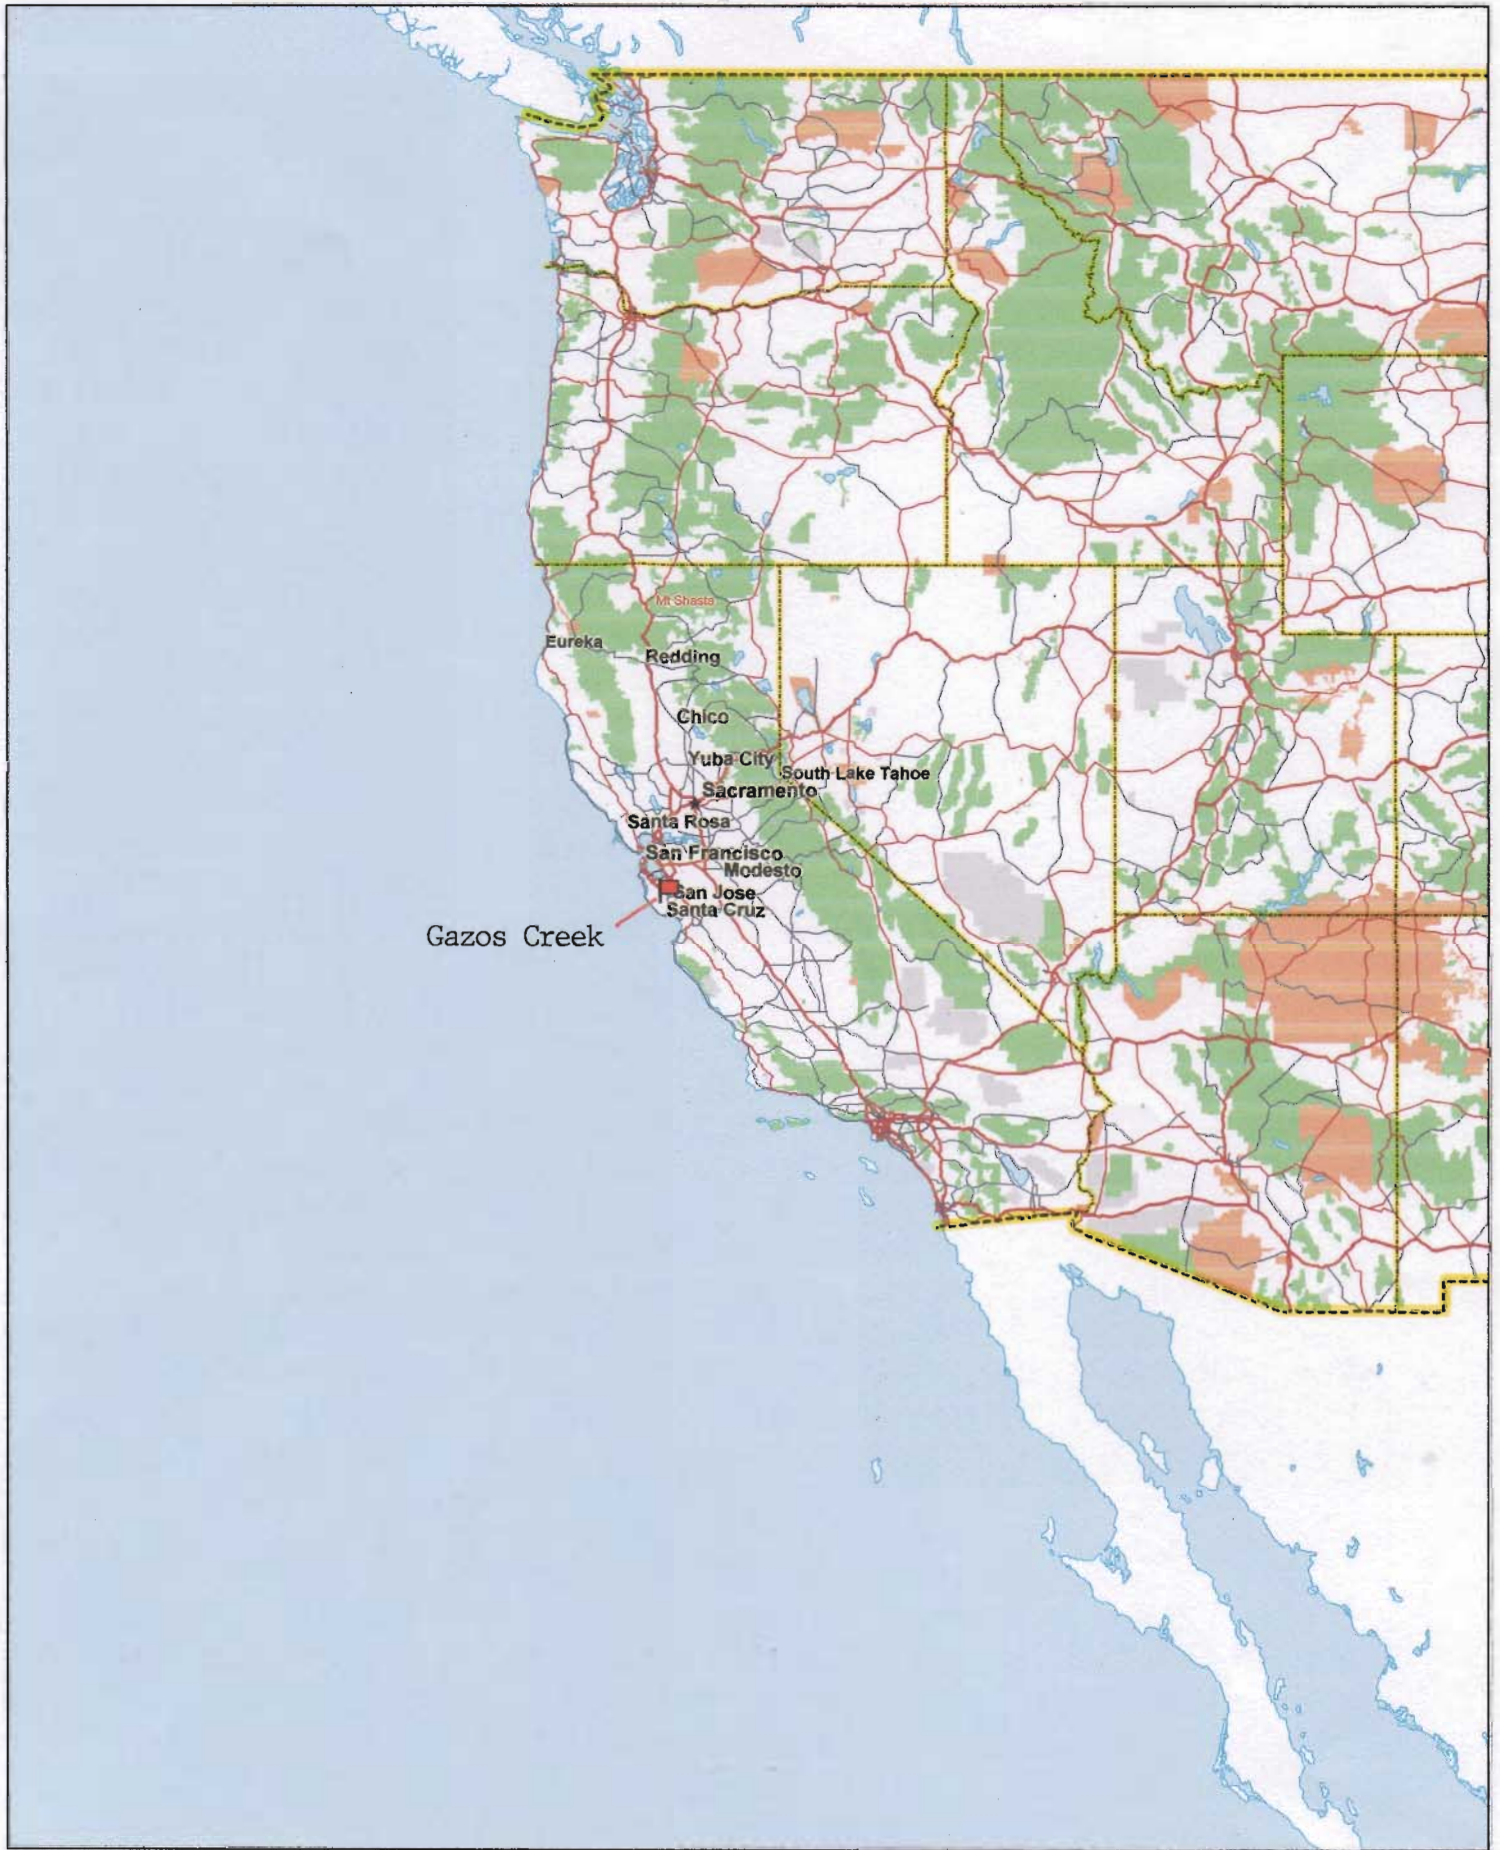 Mt Shasta
Eureka
Redding
Chico
Yuba City
South Lake Tahoe
Sacramento
Santa Rosa
San Francisco
Modesto
San Jose
Santa Cruz
Gazos Creek